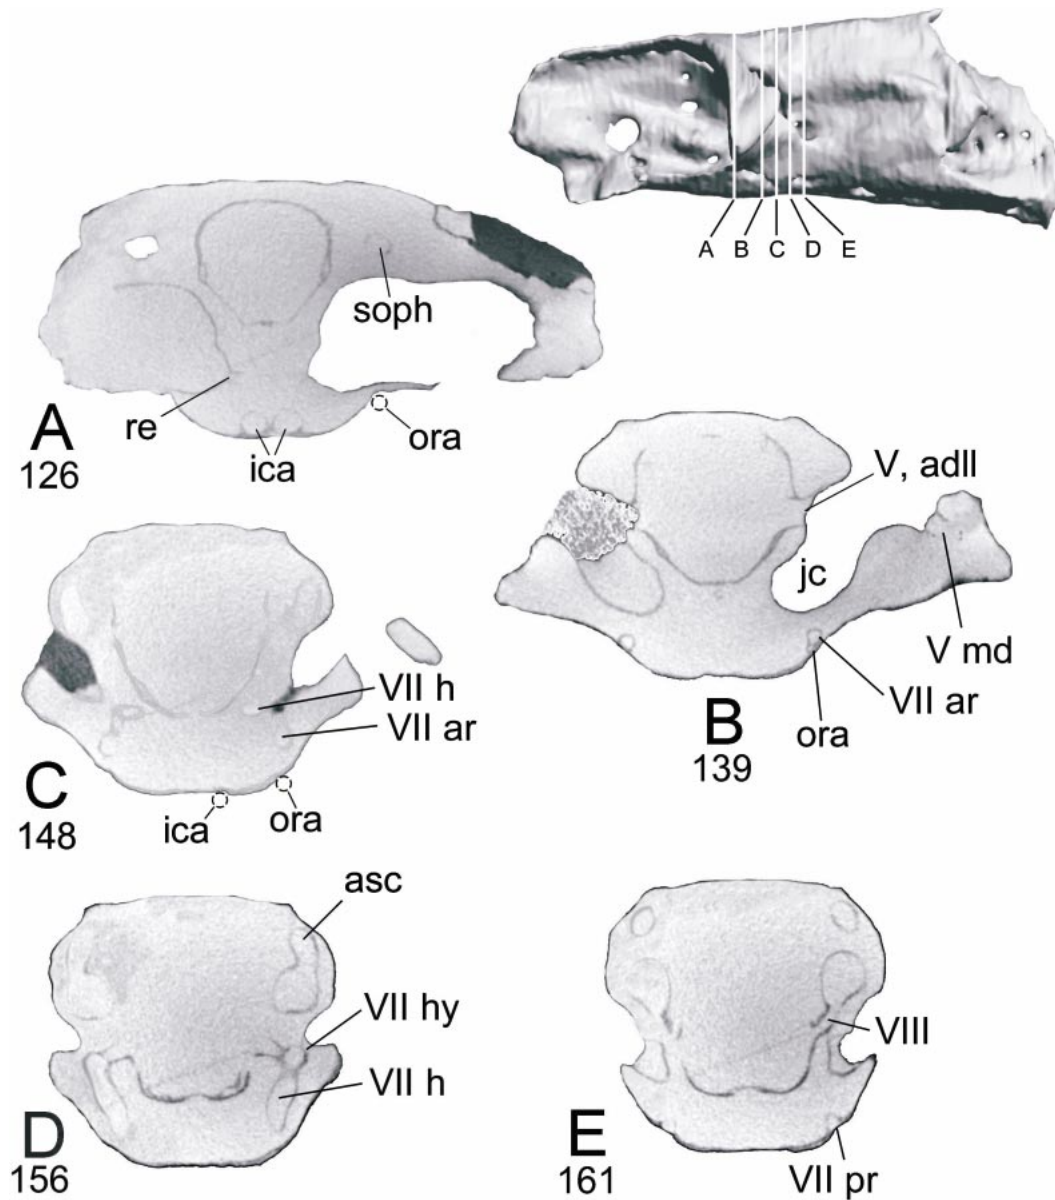 A B C D E
soph
re
ica
ora
A
126
V, adll
jc
V md
VII ar
ora
B
139
VII h
VII ar
ora
ica
C
148
asc
VII hy
VII h
D
156
VIII
VII pr
E
161